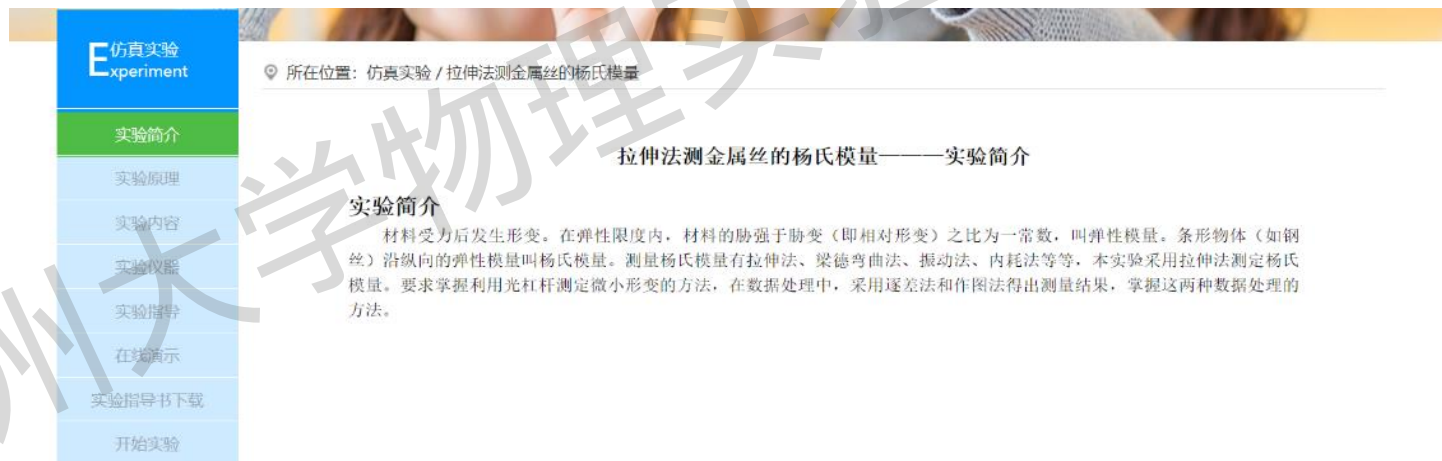 仿真实验
Experiment
所在位置：仿真实验 / 拉伸法测金属丝的杨氏模量
实验简介
实验原理
实验内容
实验仪器
实验指导
在线演示
实验指导书下载
开始实验
拉伸法测金属丝的杨氏模量———实验简介
实验简介
材料受力后发生形变。在弹性限度内，材料的胁强于胁变（即相对形变）之比为一常数，叫弹性模量。条形物体（如钢
丝）沿纵向的弹性模量叫杨氏模量。测量杨氏模量有拉伸法、梁德弯曲法、振动法、内耗法等等，本实验采用拉伸法测定杨氏
模量。要求掌握利用光杠杆测定微小形变的方法，在数据处理中，采用逐差法和作图法得出测量结果，掌握这两种数据处理的
方法。
州大学物理实验